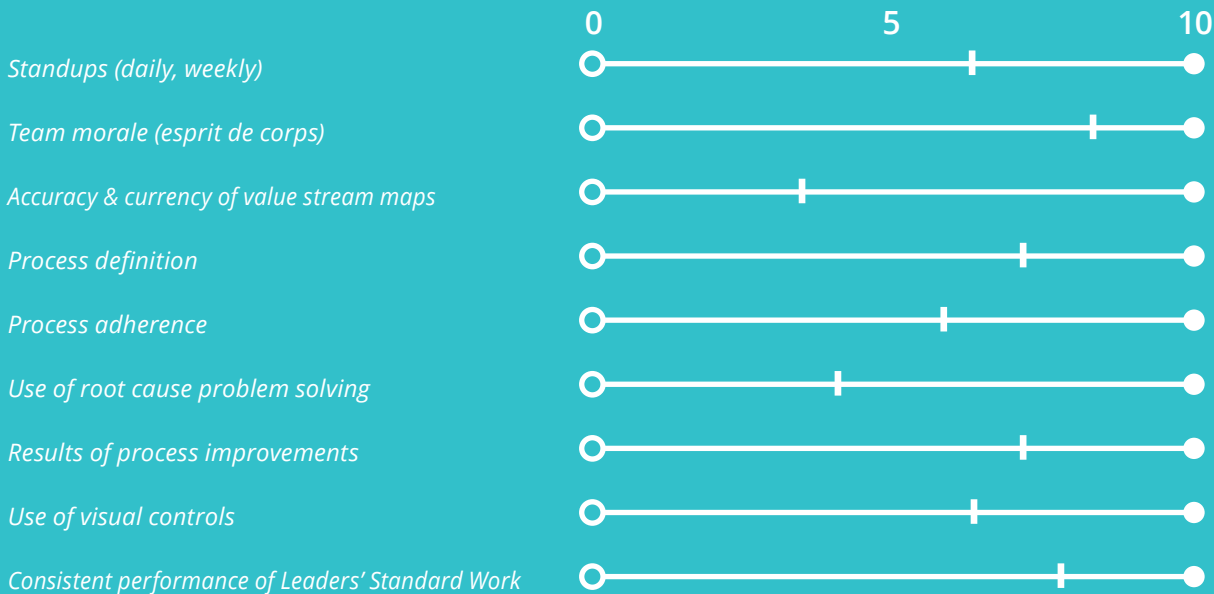 0 5 10
Standups (daily, weekly)
Team morale (esprit de corps)
Accuracy & currency of value stream maps
Process definition
Process adherence
Use of root cause problem solving
Results of process improvements
Use of visual controls
Consistent performance of Leaders’ Standard Work